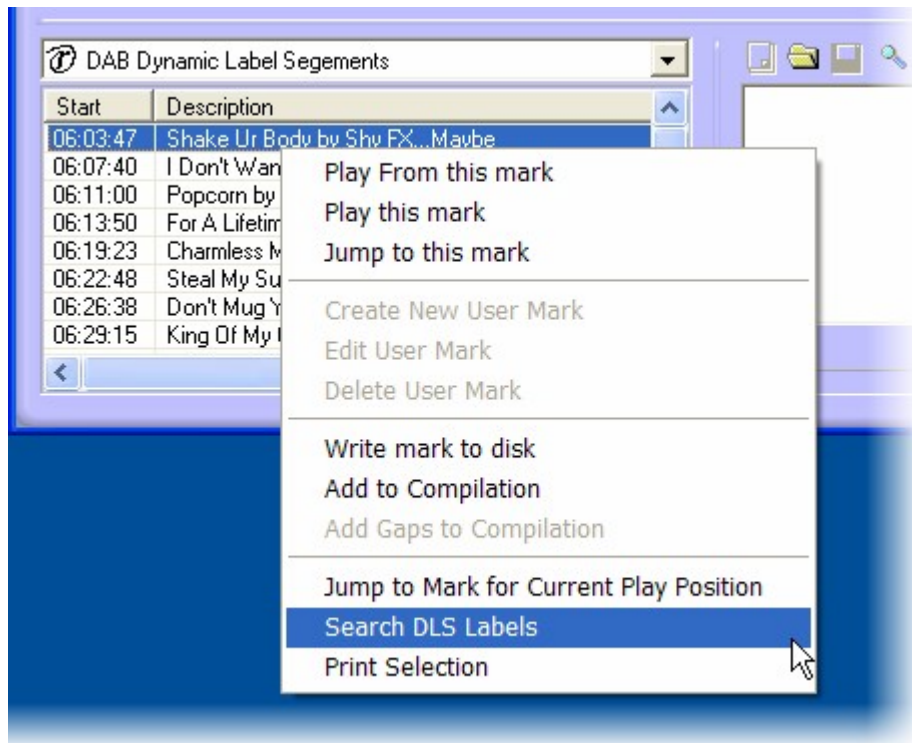 DAB Dynamic Label Segements
Start Description
06:03:47 Shake Ur Body by Shy FX...Maybe
06:07:40 I Don't Wan
06:11:00 Popcorn by
06:13:50 For A Lifetim
06:19:23 Charmless M
06:22:48 Steal My Su
06:26:38 Don't Mug Y
06:29:15 King Of My
Play From this mark
Play this mark
Jump to this mark
Create New User Mark
Edit User Mark
Delete User Mark
Write mark to disk
Add to Compilation
Add Gaps to Compilation
Jump to Mark for Current Play Position
Search DLS Labels
Print Selection